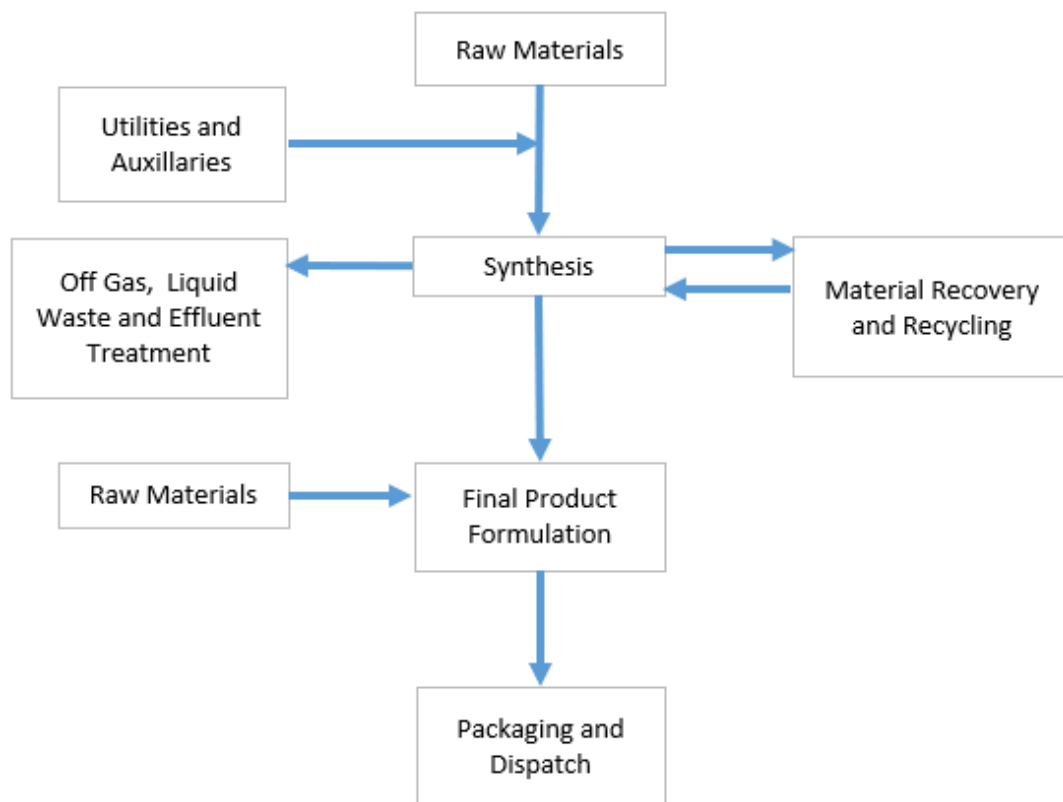 Raw Materials
Utilities and
Auxillaries
Synthesis
Off Gas,  Liquid
Waste and Effluent
Treatment
Material Recovery
and Recycling
Raw Materials
Final Product
Formulation
Packaging and
Dispatch